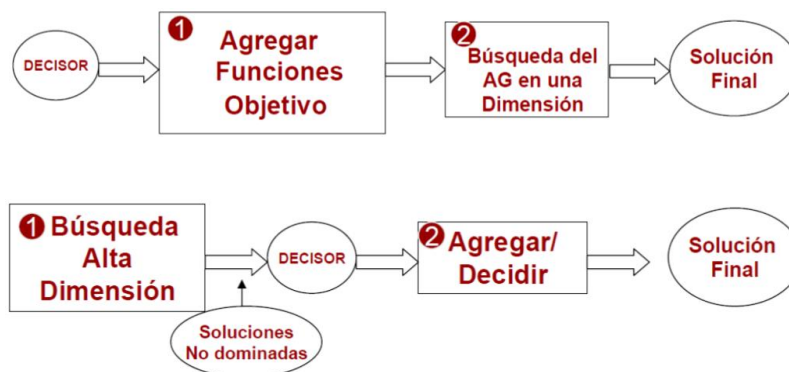 DECISOR
1
Agregar
Funciones
Objetivo
2
Búsqueda del
AG en una
Dimensión
Solución
Final
1 Búsqueda
Alta
Dimensión
DECISOR
2 Agregar/
Decidir
Solución
Final
Soluciones
No dominadas